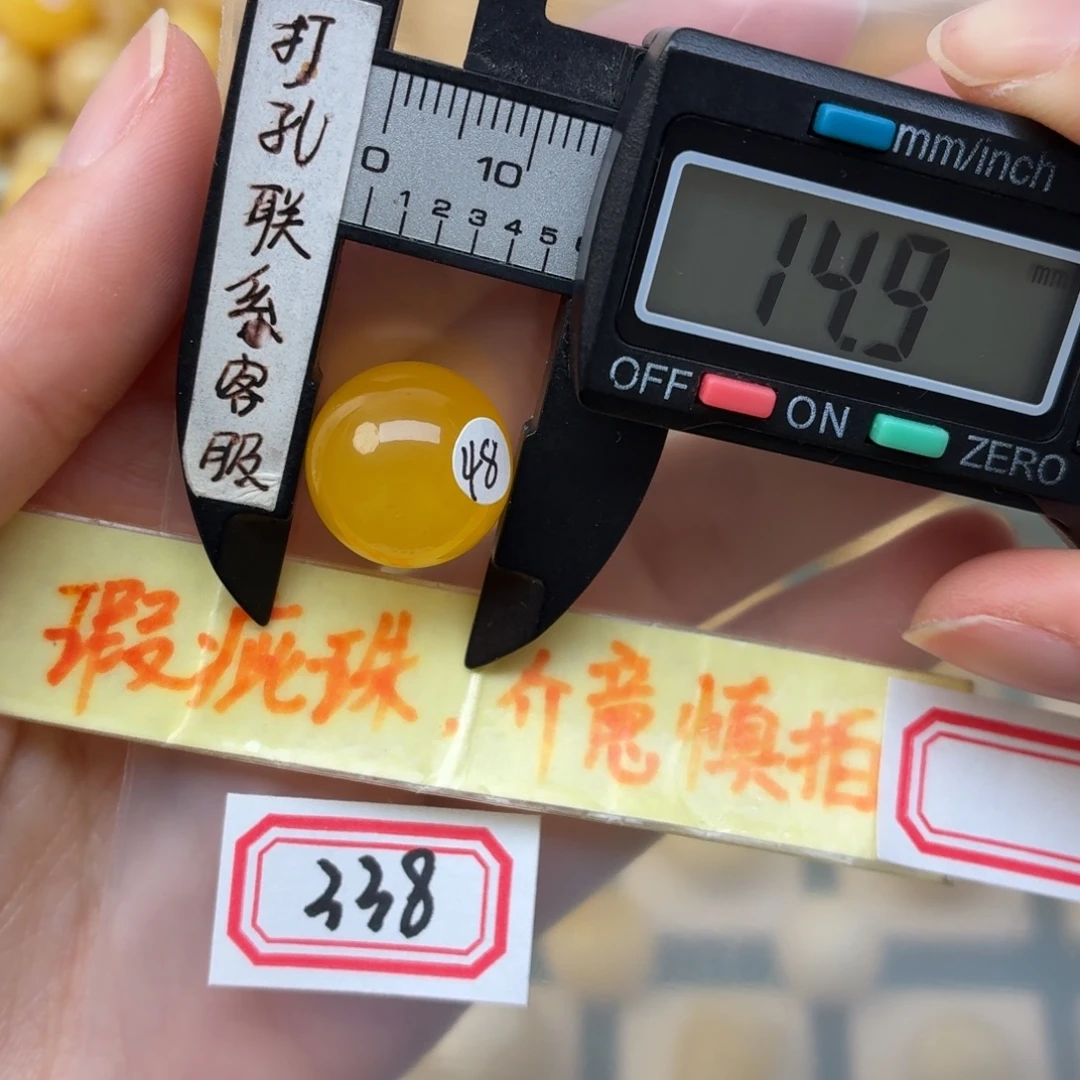 打孔联系客服
0 10
1 2 3 4 5
mm/inch
14.9 mm
OFF ON ZERO
48
瑕疵珠.介意慎拍
338